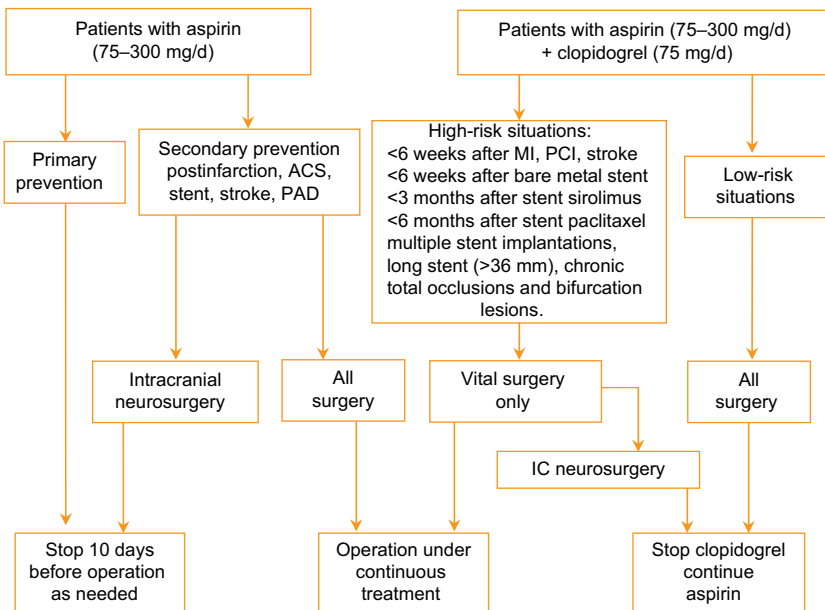 Patients with aspirin
(75–300 mg/d)
Patients with aspirin (75–300 mg/d)
+ clopidogrel (75 mg/d)
Primary
prevention
Secondary prevention
postinfarction, ACS,
stent, stroke, PAD
High-risk situations:
<6 weeks after MI, PCI, stroke
<6 weeks after bare metal stent
<3 months after stent sirolimus
<6 months after stent paclitaxel
multiple stent implantations,
long stent (>36 mm), chronic
total occlusions and bifurcation
lesions.
Low-risk
situations
Intracranial
neurosurgery
All
surgery
Vital surgery
only
All
surgery
IC neurosurgery
Stop 10 days
before operation
as needed
Operation under
continuous
treatment
Stop clopidogrel
continue
aspirin